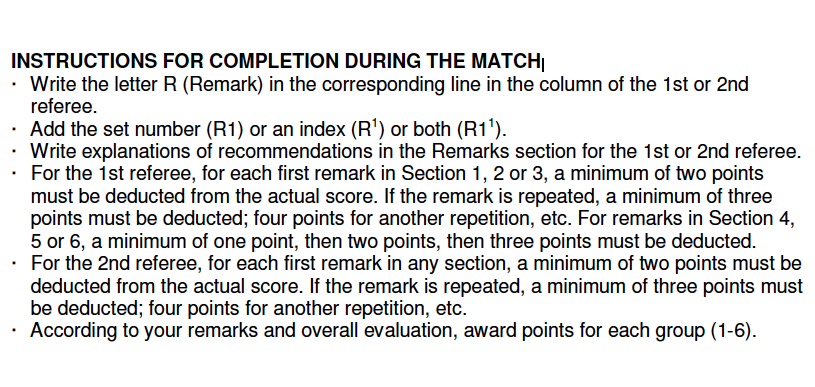 INSTRUCTIONS FOR COMPLETION DURING THE MATCH
· Write the letter R (Remark) in the corresponding line in the column of the 1st or 2nd
referee.
· Add the set number (R1) or an index (R¹) or both (R1¹).
· Write explanations of recommendations in the Remarks section for the 1st or 2nd referee.
· For the 1st referee, for each first remark in Section 1, 2 or 3, a minimum of two points
must be deducted from the actual score. If the remark is repeated, a minimum of three
points must be deducted; four points for another repetition, etc. For remarks in Section 4,
5 or 6, a minimum of one point, then two points, then three points must be deducted.
· For the 2nd referee, for each first remark in any section, a minimum of two points must be
deducted from the actual score. If the remark is repeated, a minimum of three points must
be deducted; four points for another repetition, etc.
· According to your remarks and overall evaluation, award points for each group (1-6).